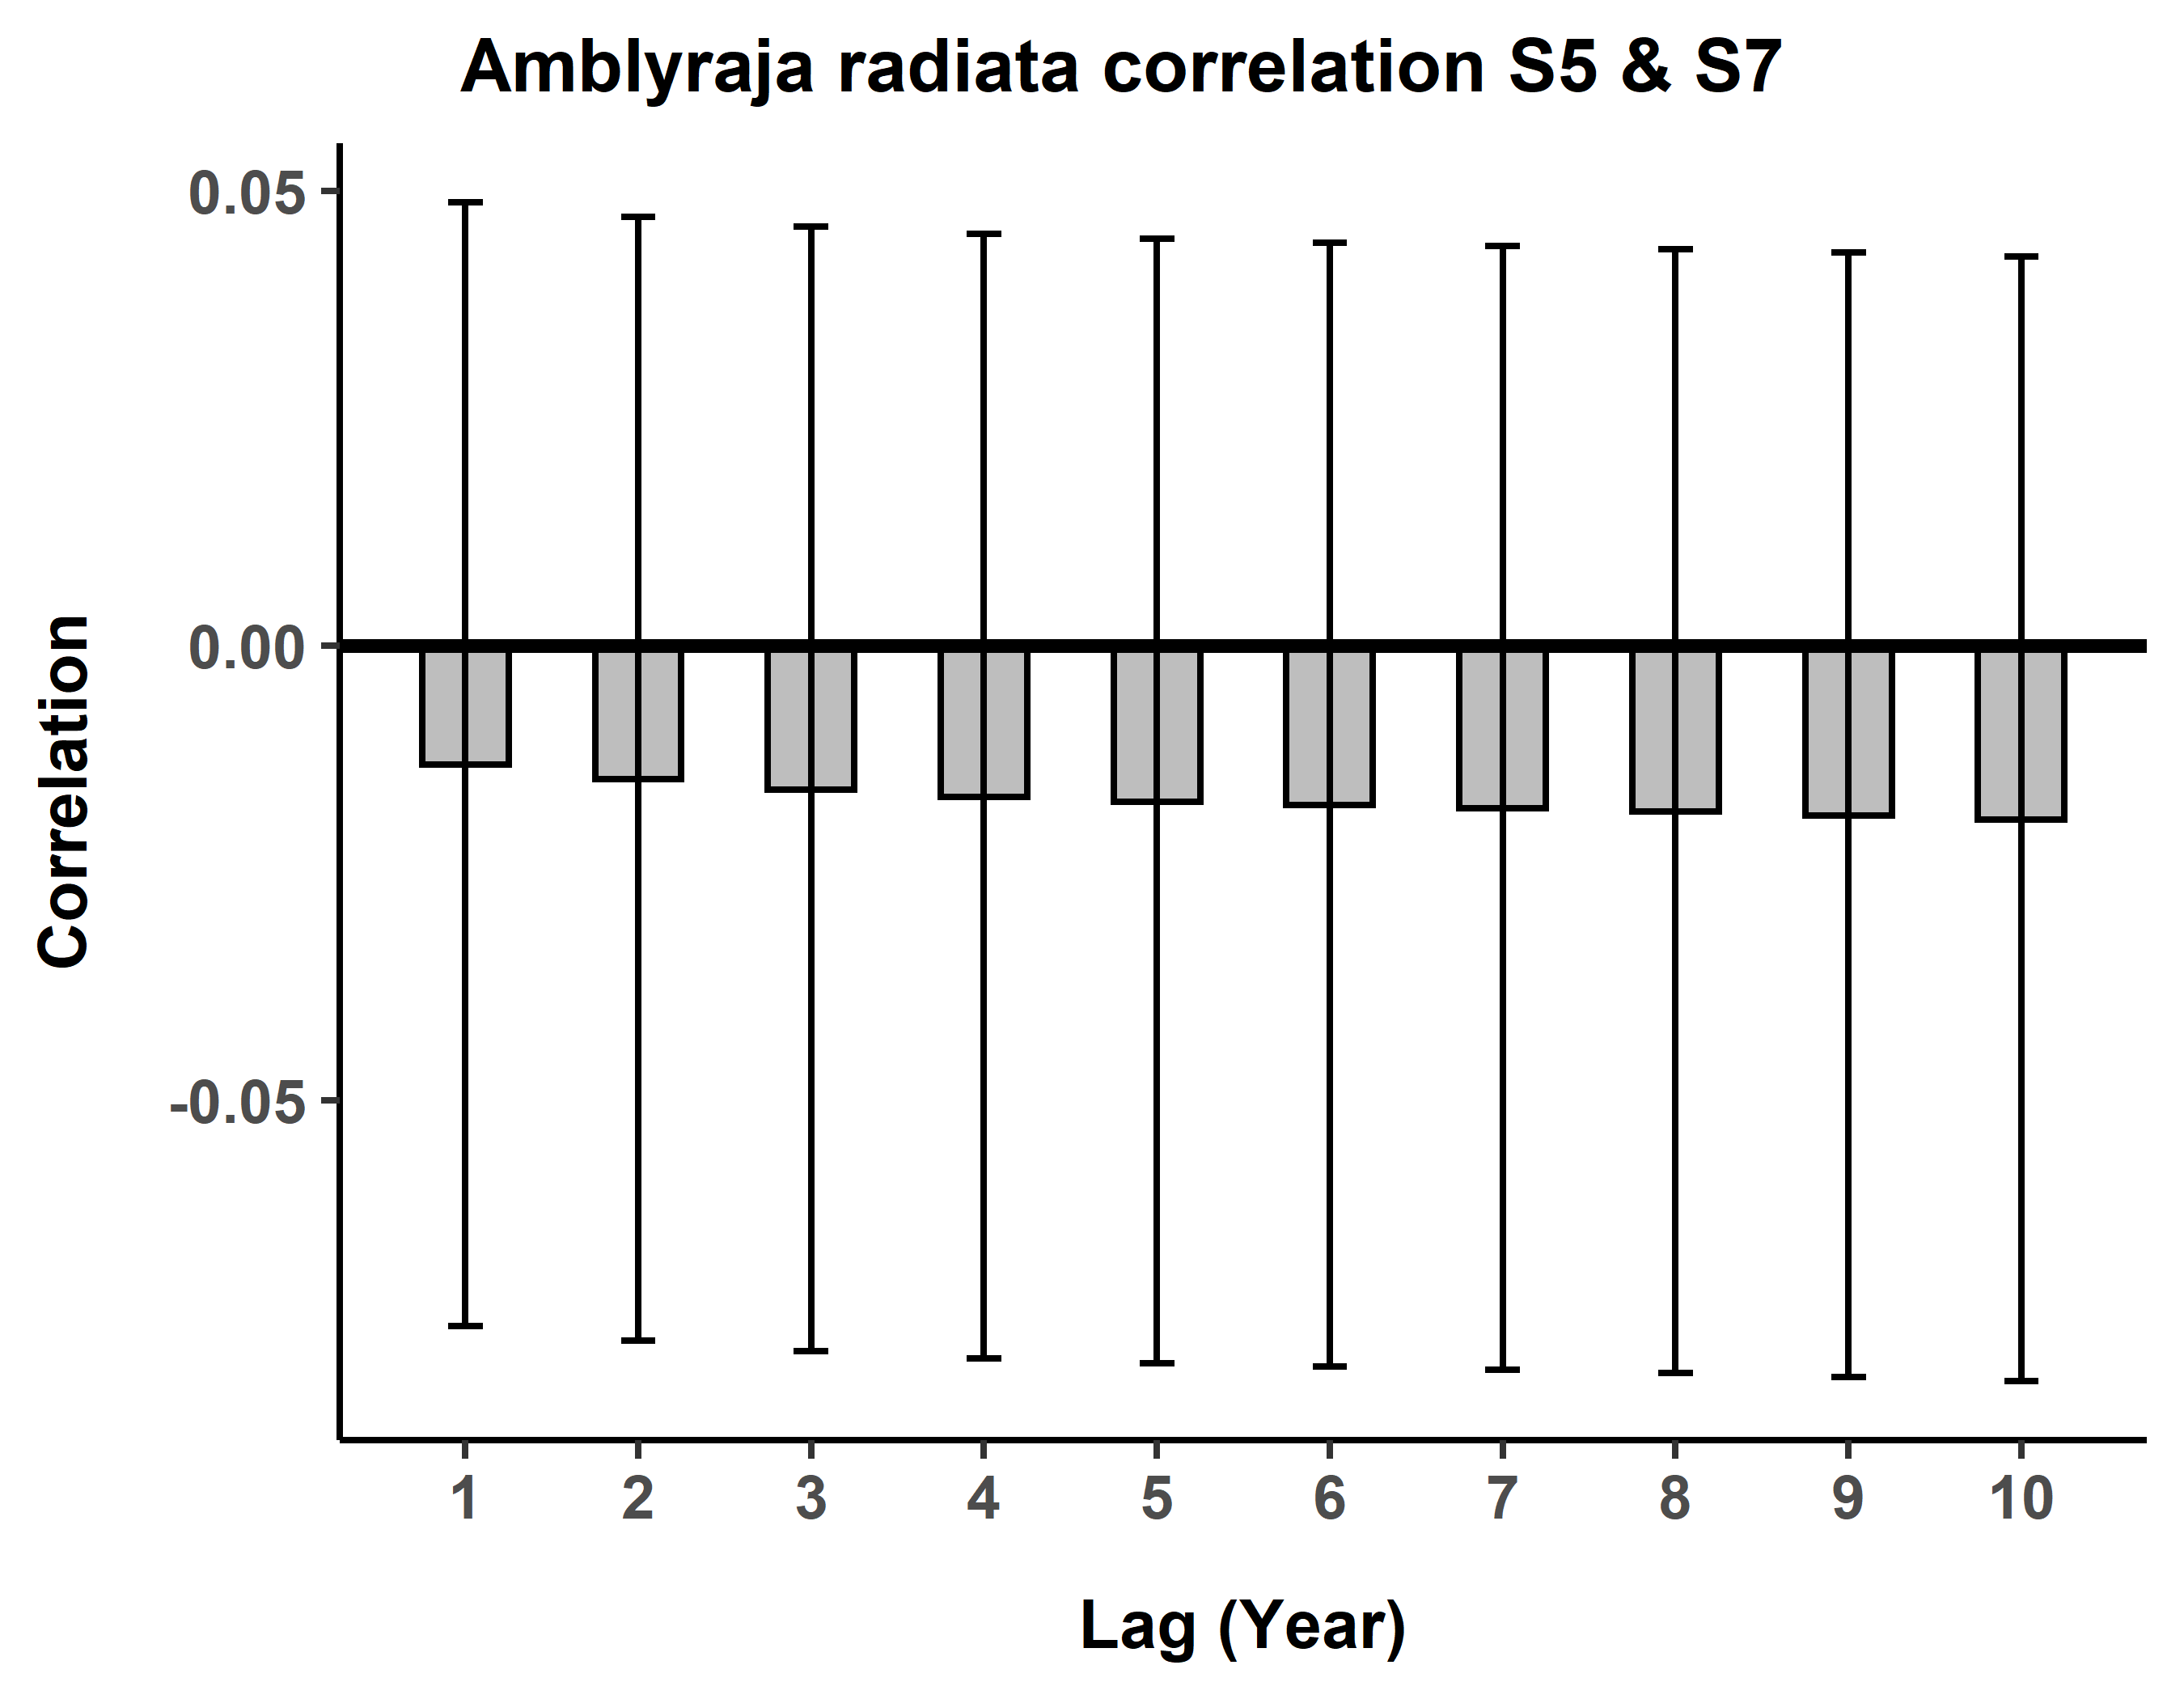 Amblyraja radiata correlation S5 & S7
0.05
0.00
-0.05
Correlation
1 2 3 4 5 6 7 8 9 10
Lag (Year)